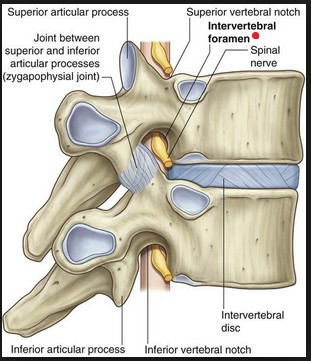 Superior articular process
Superior vertebral notch
Joint between
superior and inferior
articular processes
(zygapophysial joint)
Intervertebral
foramen
Spinal
nerve
Intervertebral
disc
Inferior articular process
Inferior vertebral notch